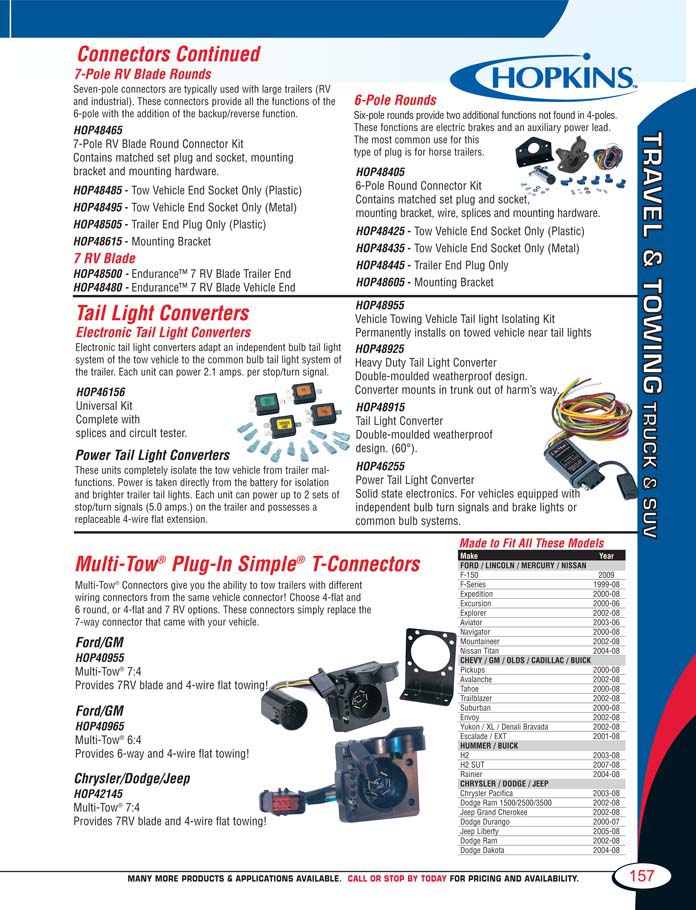 Connectors Continued
7-Pole RV Blade Rounds
Seven-pole connectors are typically used with large trailers (RV
and industrial). These connectors provide all the functions of the
6-pole with the addition of the backup/reverse function.
HOP48465
7-Pole RV Blade Round Connector Kit
Contains matched set plug and socket, mounting
bracket and mounting hardware.
HOP48485 - Tow Vehicle End Socket Only (Plastic)
HOP48495 - Tow Vehicle End Socket Only (Metal)
HOP48505 - Trailer End Plug Only (Plastic)
HOP48615 - Mounting Bracket
7 RV Blade
HOP48500 - Endurance™ 7 RV Blade Trailer End
HOP48480 - Endurance™ 7 RV Blade Vehicle End
HOPKINS™
6-Pole Rounds
Six-pole rounds provide two additional functions not found in 4-poles.
These fonctions are electric brakes and an auxiliary power lead.
The most common use for this
type of plug is for horse trailers.
HOP48405
6-Pole Round Connector Kit
Contains matched set plug and socket,
mounting bracket, wire, splices and mounting hardware.
HOP48425 - Tow Vehicle End Socket Only (Plastic)
HOP48435 - Tow Vehicle End Socket Only (Metal)
HOP48445 - Trailer End Plug Only
HOP48605 - Mounting Bracket
Tail Light Converters
Electronic Tail Light Converters
Electronic tail light converters adapt an independent bulb tail light
system of the tow vehicle to the common bulb tail light system of
the trailer. Each unit can power 2.1 amps. per stop/turn signal.
HOP46156
Universal Kit
Complete with
splices and circult tester.
Power Tail Light Converters
These units completely isolate the tow vehicle from trailer mal-
functions. Power is taken directly from the battery for isolation
and brighter trailer tail lights. Each unit can power up to 2 sets of
stop/turn signals (5.0 amps.) on the trailer and possesses a
replaceable 4-wire flat extension.
HOP48955
Vehicle Towing Vehicle Tail light Isolating Kit
Permanently installs on towed vehicle near tail lights
HOP48925
Heavy Duty Tail Light Converter
Double-moulded weatherproof design.
Converter mounts in trunk out of harm's way.
HOP48915
Tail Light Converter
Double-moulded weatherproof
design. (60°).
HOP46255
Power Tail Light Converter
Solid state electronics. For vehicles equipped with
independent bulb turn signals and brake lights or
common bulb systems.
Multi-Tow® Plug-In Simple® T-Connectors
Multi-Tow® Connectors give you the ability to tow trailers with different
wiring connectors from the same vehicle connector! Choose 4-flat and
6 round, or 4-flat and 7 RV options. These connectors simply replace the
7-way connector that came with your vehicle.
Ford/GM
HOP40955
Multi-Tow® 7:4
Provides 7RV blade and 4-wire flat towing!
Ford/GM
HOP40965
Multi-Tow® 6:4
Provides 6-way and 4-wire flat towing!
Chrysler/Dodge/Jeep
HOP42145
Multi-Tow® 7:4
Provides 7RV blade and 4-wire flat towing!
Made to Fit All These Models
Make Year
FORD / LINCOLN / MERCURY / NISSAN
F-150 2009
F-Series 1999-08
Expedition 2000-08
Excursion 2000-06
Explorer 2002-08
Aviator 2003-06
Navigator 2000-08
Mountaineer 2002-08
Nissan Titan 2004-08
CHEVY / GM / OLDS / CADILLAC / BUICK
Pickups 2000-08
Avalanche 2002-08
Tahoe 2000-08
Trailblazer 2002-08
Suburban 2000-08
Envoy 2002-08
Yukon / XL / Denali Bravada 2002-08
Escalade / EXT 2001-08
HUMMER / BUICK
H2 2003-08
H2 SUT 2007-08
Rainier 2004-08
CHRYSLER / DODGE / JEEP
Chrysler Pacifica 2003-08
Dodge Ram 1500/2500/3500 2002-08
Jeep Grand Cherokee 2002-08
Dodge Durango 2000-07
Jeep Liberty 2005-08
Dodge Ram 2002-08
Dodge Dakota 2004-08
TRAVEL & TOWING TRUCK & SUV
MANY MORE PRODUCTS & APPLICATIONS AVAILABLE. CALL OR STOP BY TODAY FOR PRICING AND AVAILABILITY.
157